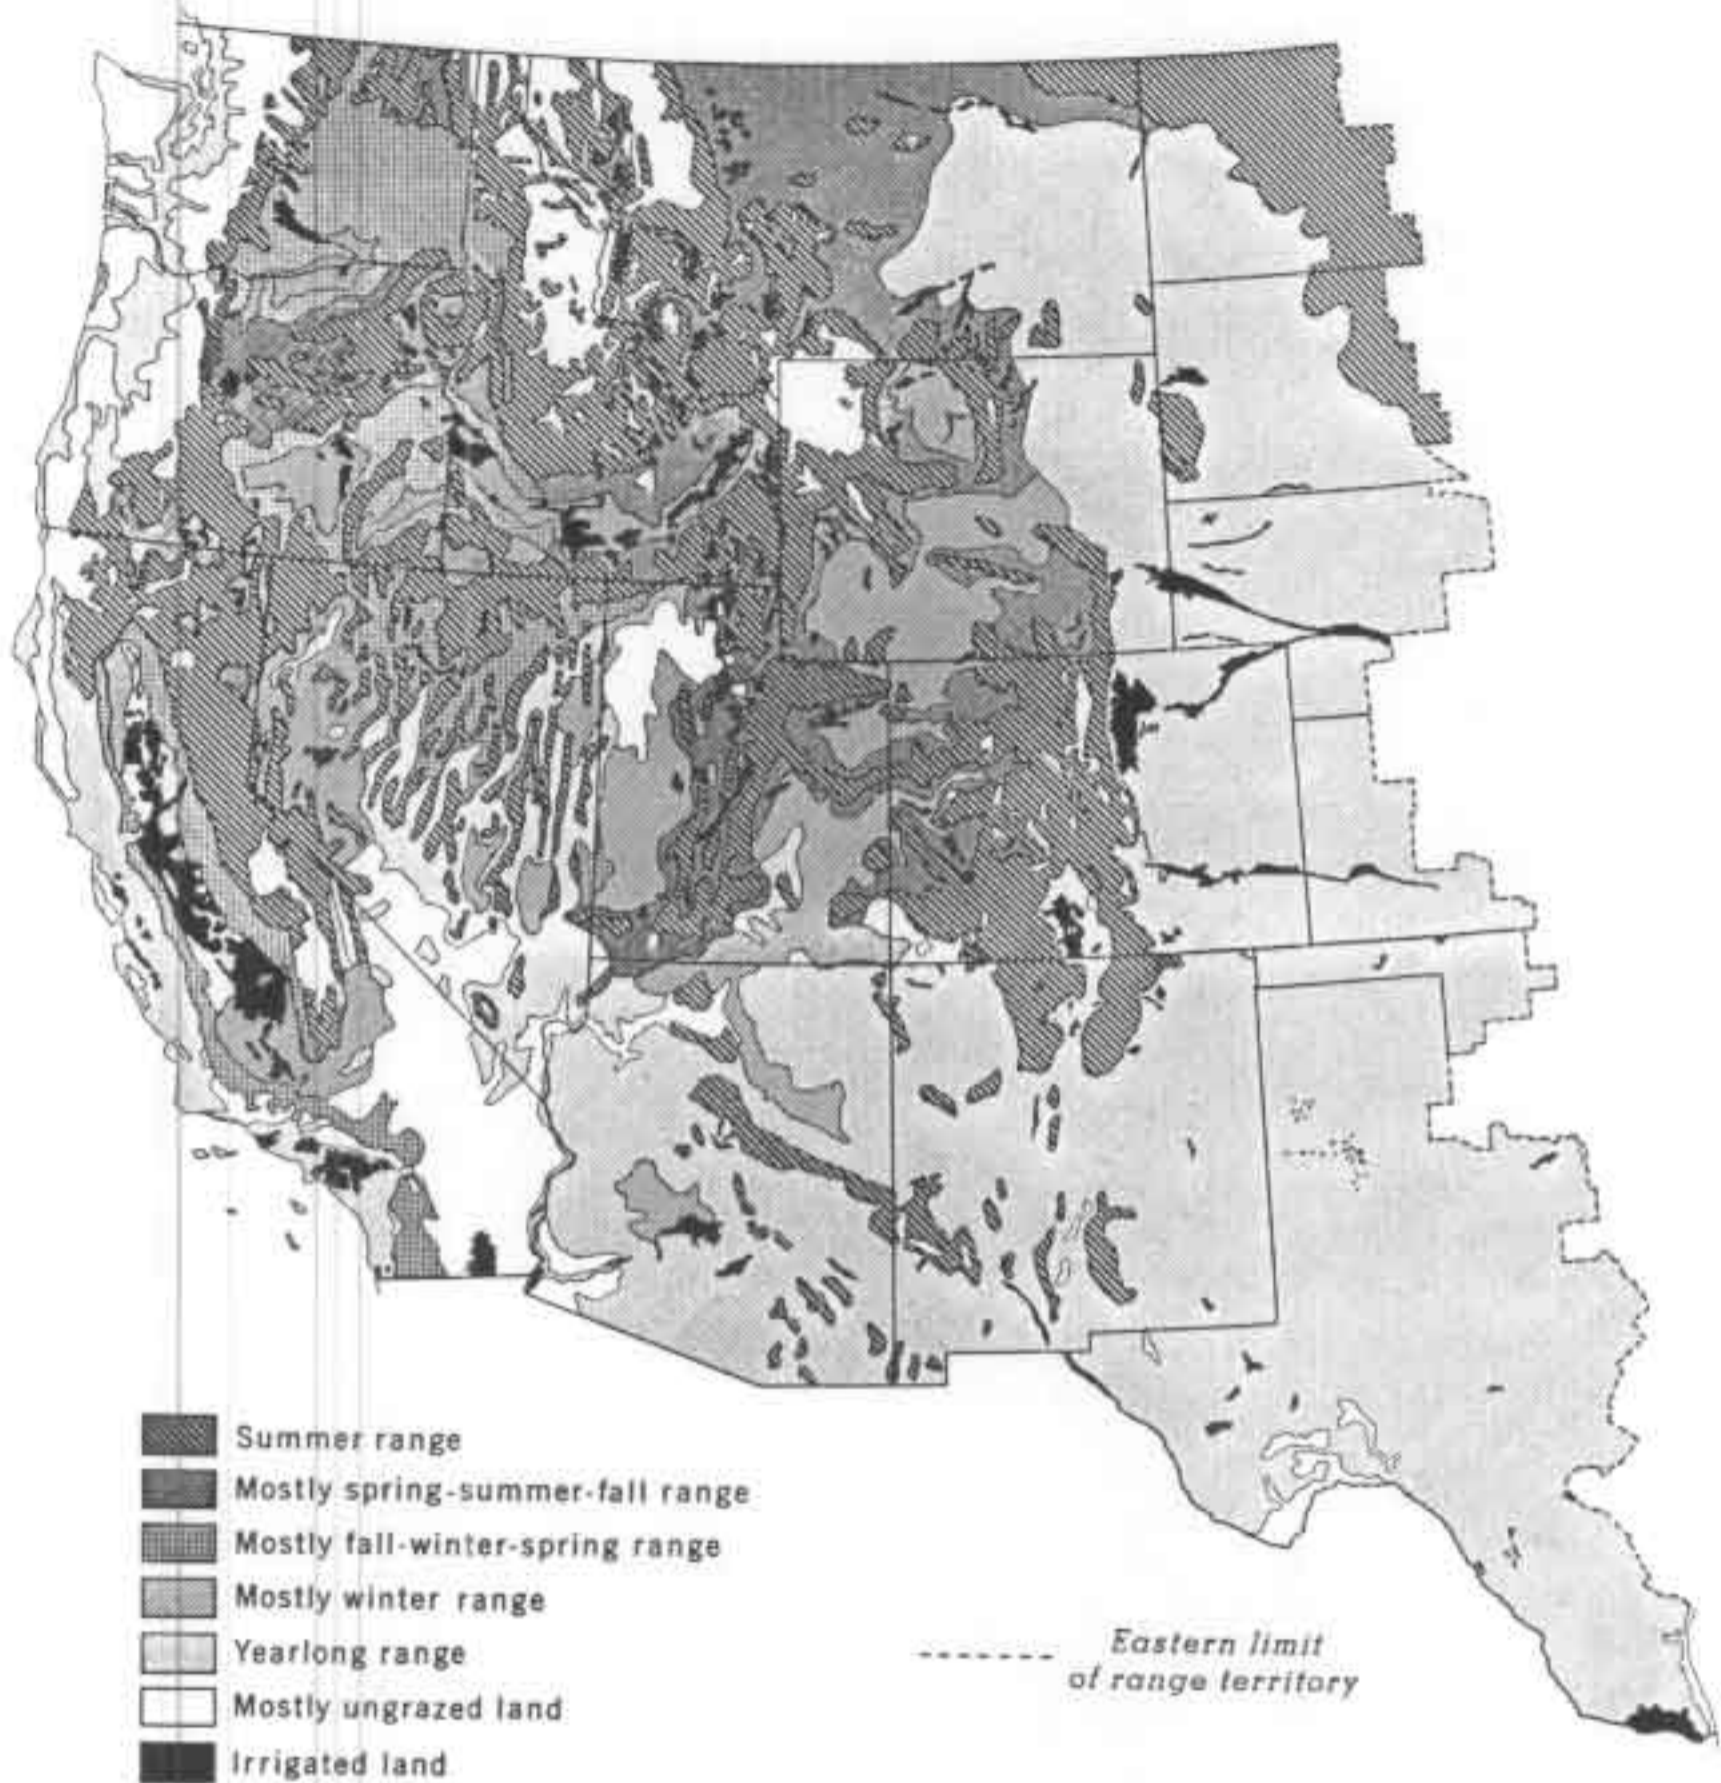 Summer range
Mostly spring-summer-fall range
Mostly fall-winter-spring range
Mostly winter range
Yearlong range
Mostly ungrazed land
Irrigated land
Eastern limit
of range territory